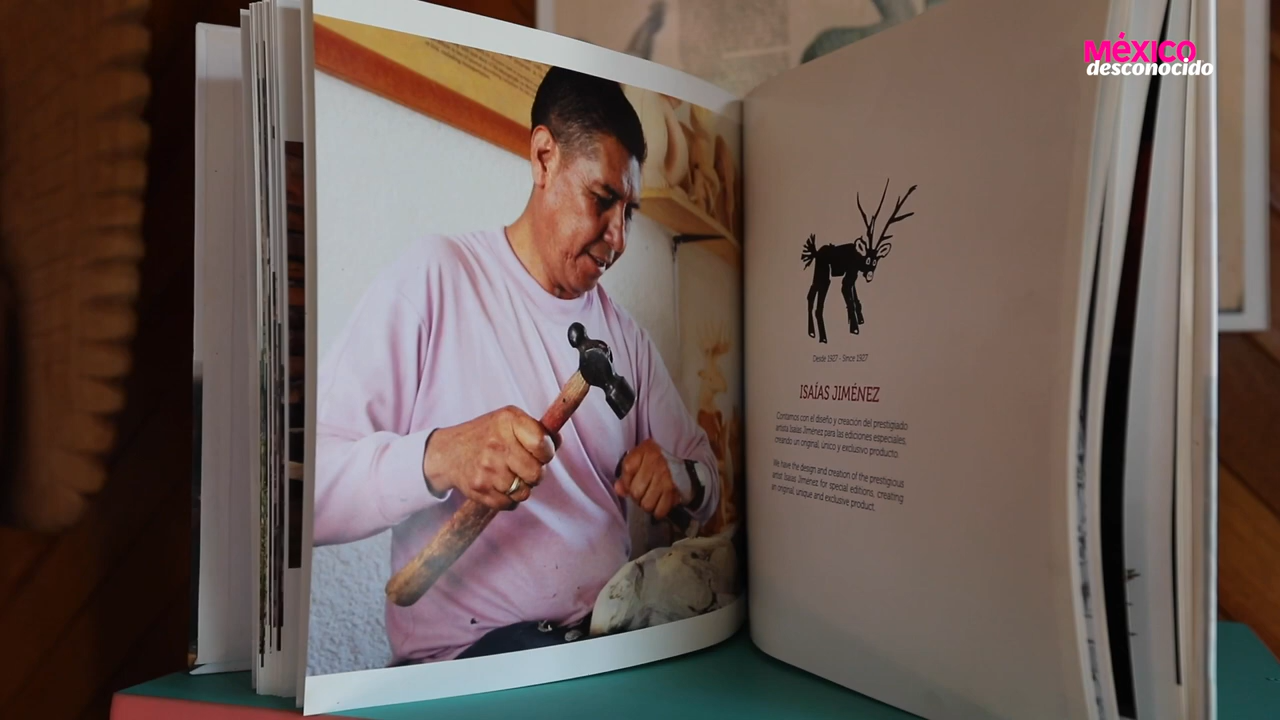 MÉXICO
desconocido
Desde 1927 - Since 1927
ISAÍAS JIMÉNEZ
Contamos con el diseño y creación del prestigiado
artista Isaías Jiménez para las ediciones especiales,
creando un original, único y exclusivo producto.
We have the design and creation of the prestigious
artist Isaías Jiménez for special editions, creating
an original, unique and exclusive product.